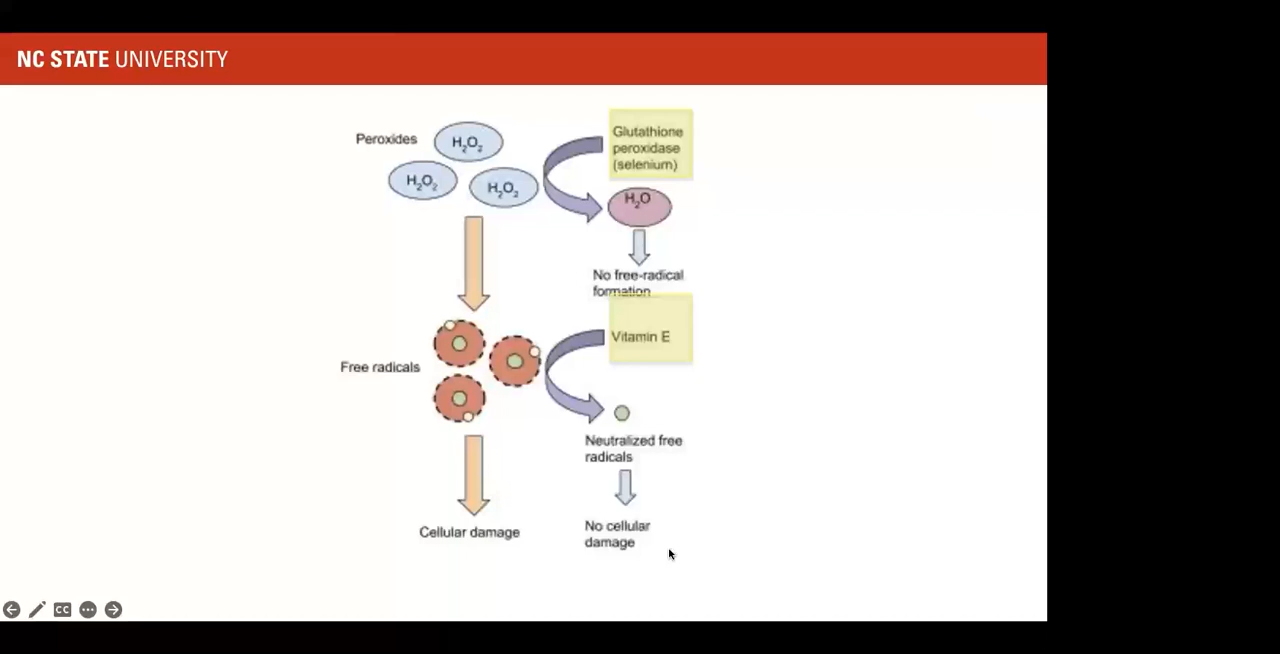 NC STATE UNIVERSITY
Peroxides
H₂O₂
H₂O₂
H₂O₂
Glutathione
peroxidase
(selenium)
H₂O
No free-radical
formation
Free radicals
Vitamin E
Neutralized free
radicals
Cellular damage
No cellular
damage
CC